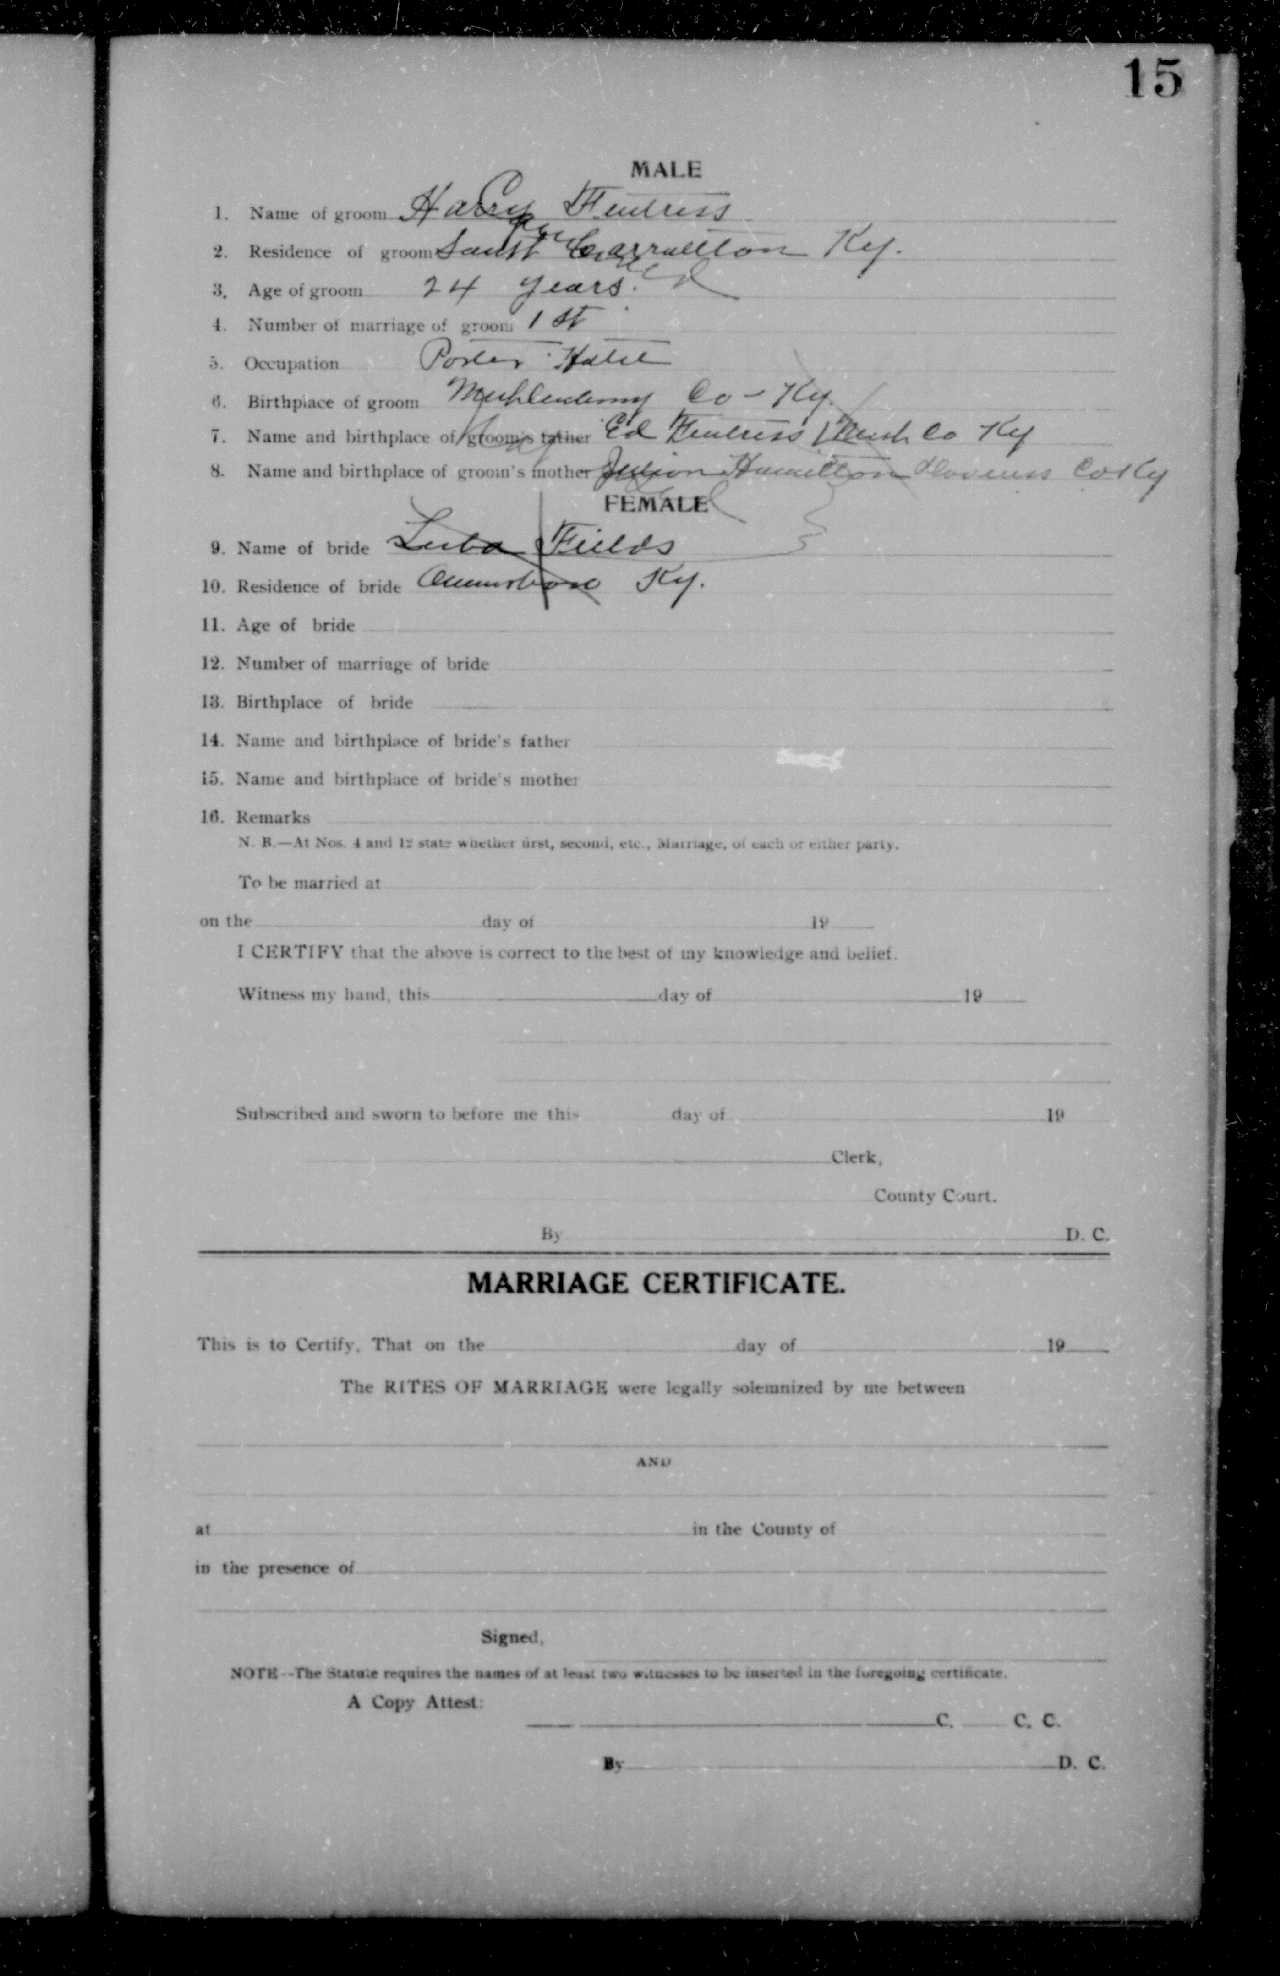 15
MALE
1. Name of groom Harry Fentress
2. Residence of groom South Carrollton Ky.
3. Age of groom 24 years.
4. Number of marriage of groom 1 st
5. Occupation Porter Hotel
6. Birthplace of groom Muhlenberg Co - Ky.
7. Name and birthplace of groom's father Ed Fentress Co Ky
8. Name and birthplace of groom's mother Hamilton Co Ky
FEMALE
9. Name of bride Fields
10. Residence of bride Owensboro Ky.
11. Age of bride
12. Number of marriage of bride
13. Birthplace of bride
14. Name and birthplace of bride's father
15. Name and birthplace of bride's mother
16. Remarks
N. B.—At Nos. 4 and 12 state whether first, second, etc., Marriage, of each or either party.
To be married at
on the day of 19
I CERTIFY that the above is correct to the best of my knowledge and belief.
Witness my hand, this day of 19
Subscribed and sworn to before me this day of 19
Clerk,
County Court.
By D. C.
MARRIAGE CERTIFICATE.
This is to Certify, That on the day of 19
The RITES OF MARRIAGE were legally solemnized by me between
AND
at in the County of
in the presence of
Signed,
NOTE--The Statute requires the names of at least two witnesses to be inserted in the foregoing certificate.
A Copy Attest:
C. C. C.
By D. C.